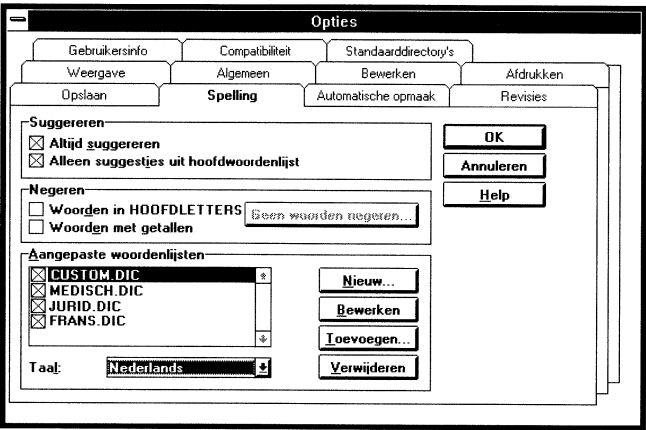 Opties
Gebruikersinfo Compatibiliteit Standaarddirectory's
Weergave Algemeen Bewerken Afdrukken
Opslaan Spelling Automatische opmaak Revisies
Suggereren
Altijd suggereren
Alleen suggesties uit hoofdwoordenlijst
OK
Annuleren
Help
Negeren
Woorden in HOOFDLETTERS Geen woorden negeren...
Woorden met getallen
Aangepaste woordenlijsten
CUSTOM.DIC
MEDISCH.DIC
JURID.DIC
FRANS.DIC
Nieuw...
Bewerken
Toevoegen...
Verwijderen
Taal: Nederlands